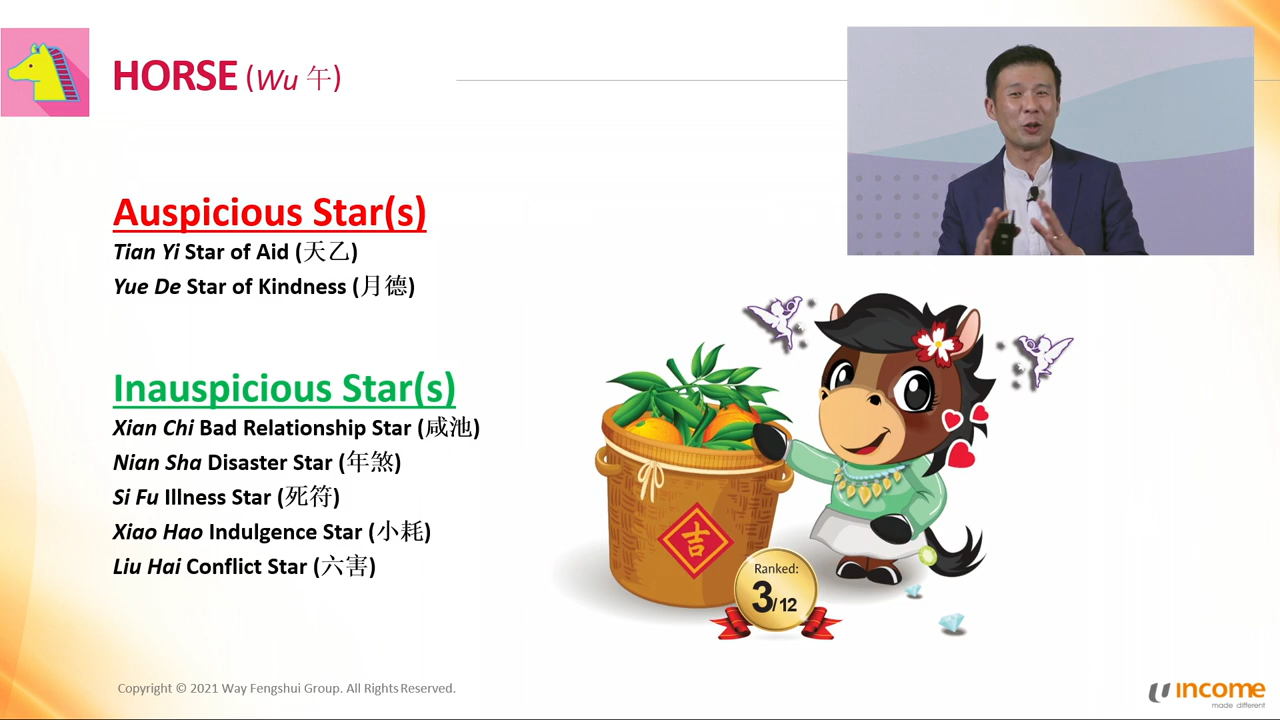 HORSE (Wu 午)
Auspicious Star(s)
Tian Yi Star of Aid (天乙)
Yue De Star of Kindness (月德)
Inauspicious Star(s)
Xian Chi Bad Relationship Star (咸池)
Nian Sha Disaster Star (年煞)
Si Fu Illness Star (死符)
Xiao Hao Indulgence Star (小耗)
Liu Hai Conflict Star (六害)
吉
Ranked:
3/12
Copyright © 2021 Way Fengshui Group. All Rights Reserved.
income
made different